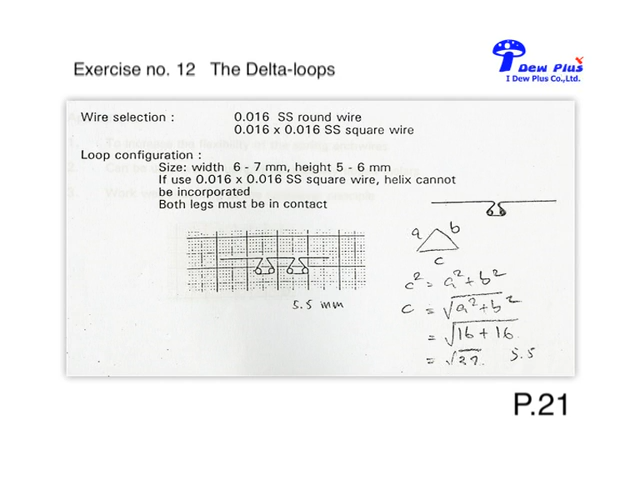 Exercise no. 12 The Delta-loops
I Dew Plus
I Dew Plus Co.,Ltd.
Wire selection : 0.016 SS round wire
0.016 x 0.016 SS square wire
Loop configuration :
Size: width 6 - 7 mm, height 5 - 6 mm
If use 0.016 x 0.016 SS square wire, helix cannot
be incorporated
Both legs must be in contact
a b
c
c² = a² + b²
c = √a² + b²
= √16 + 16
= √32 5.5
5.5 mm
P.21